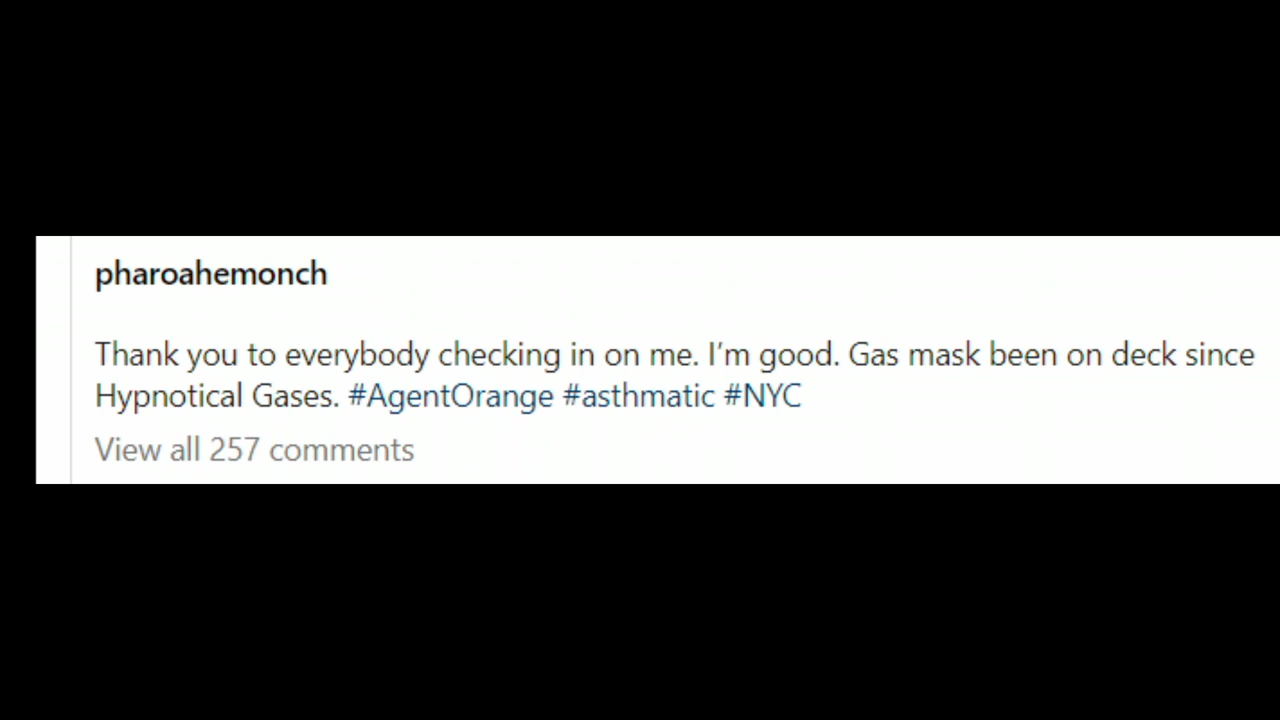 pharoahemonch
Thank you to everybody checking in on me. I’m good. Gas mask been on deck since
Hypnotical Gases. #AgentOrange #asthmatic #NYC
View all 257 comments